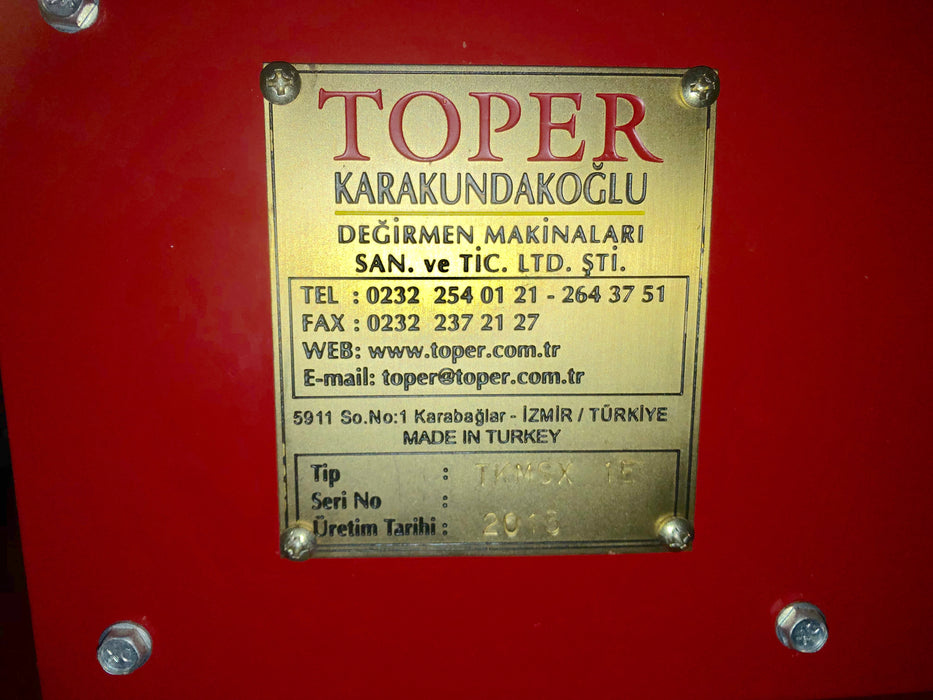 TOPER
KARAKUNDAKOĞLU
DEĞİRMEN MAKİNALARI
SAN. ve TİC. LTD. ŞTİ.
TEL : 0232 254 01 21 - 264 37 51
FAX : 0232 237 21 27
WEB: www.toper.com.tr
E-mail: toper@toper.com.tr
5911 So.No:1 Karabağlar - İZMİR / TÜRKİYE
MADE IN TURKEY
Tip : TKMSX
Seri No :
Üretim Tarihi :